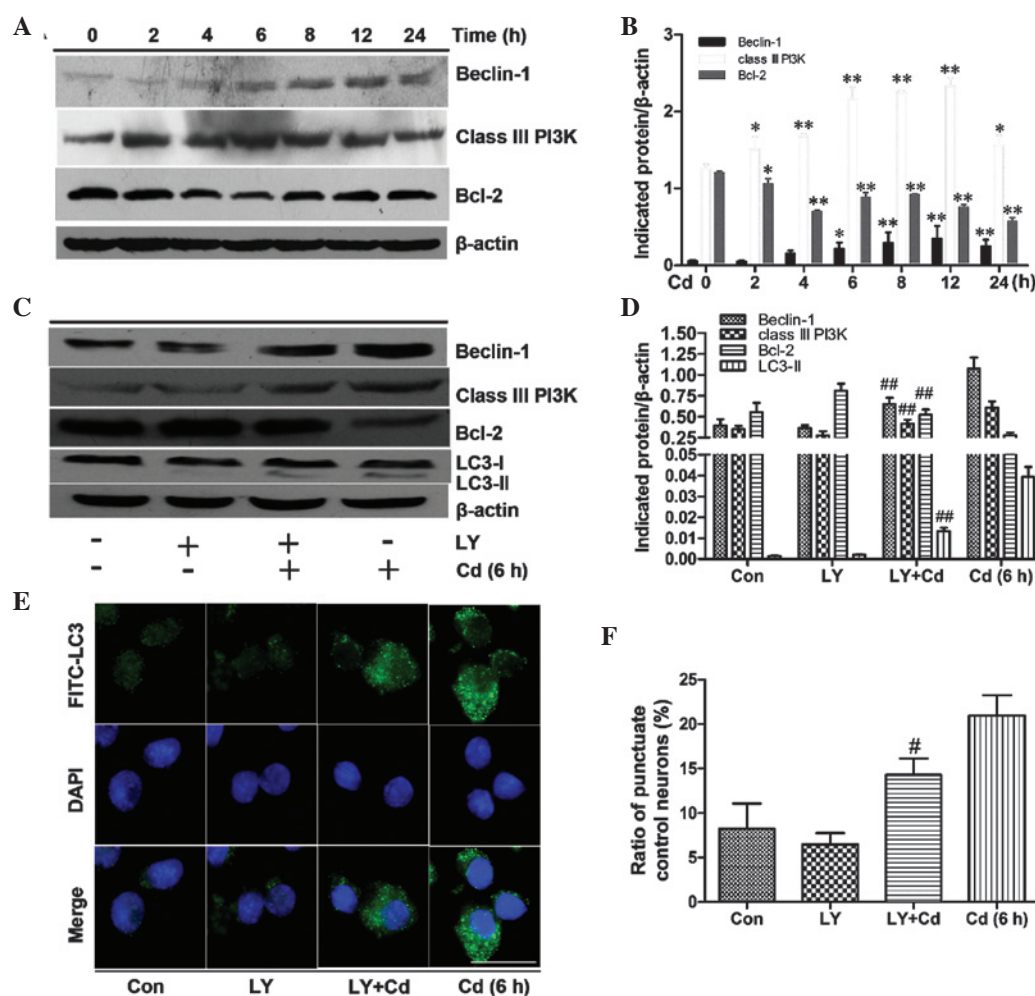 A
0 2 4 6 8 12 24 Time (h)
Beclin-1
Class III PI3K
Bcl-2
β-actin
B
Beclin-1
class III PI3K
Bcl-2
Indicated protein/β-actin
3
2
1
0
* ** ** ** ** *
* ** ** ** ** **
* ** ** **
Cd 0 2 4 6 8 12 24 (h)
C
Beclin-1
Class III PI3K
Bcl-2
LC3-I
LC3-II
β-actin
- + + - LY
- - + + Cd (6 h)
D
Beclin-1
class III PI3K
Bcl-2
LC3-II
Indicated protein/β-actin
1.50
1.25
1.00
0.75
0.50
0.25
0.05
0.04
0.03
0.02
0.01
0.00
## ## ##
##
Con LY LY+Cd Cd (6 h)
E
FITC-LC3
DAPI
Merge
Con LY LY+Cd Cd (6 h)
F
Ratio of punctuate
control neurons (%)
25
20
15
10
5
0
#
Con LY LY+Cd Cd (6 h)